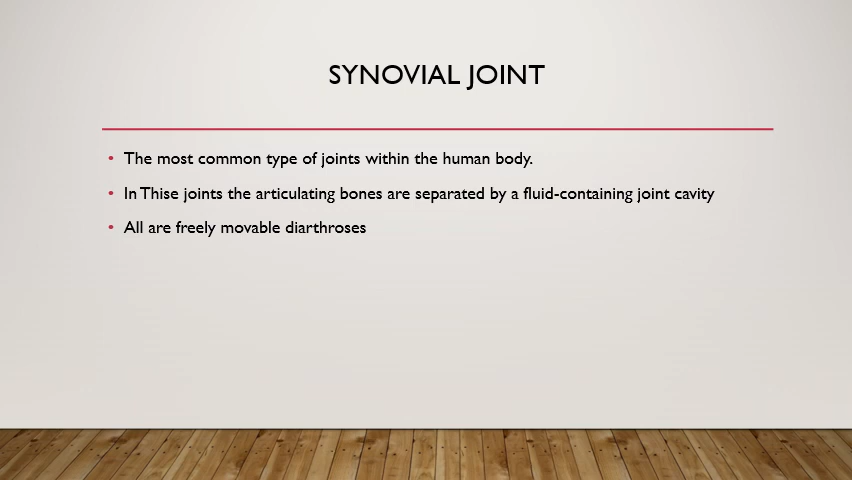 SYNOVIAL JOINT
• The most common type of joints within the human body.
• In Thise joints the articulating bones are separated by a fluid-containing joint cavity
• All are freely movable diarthroses